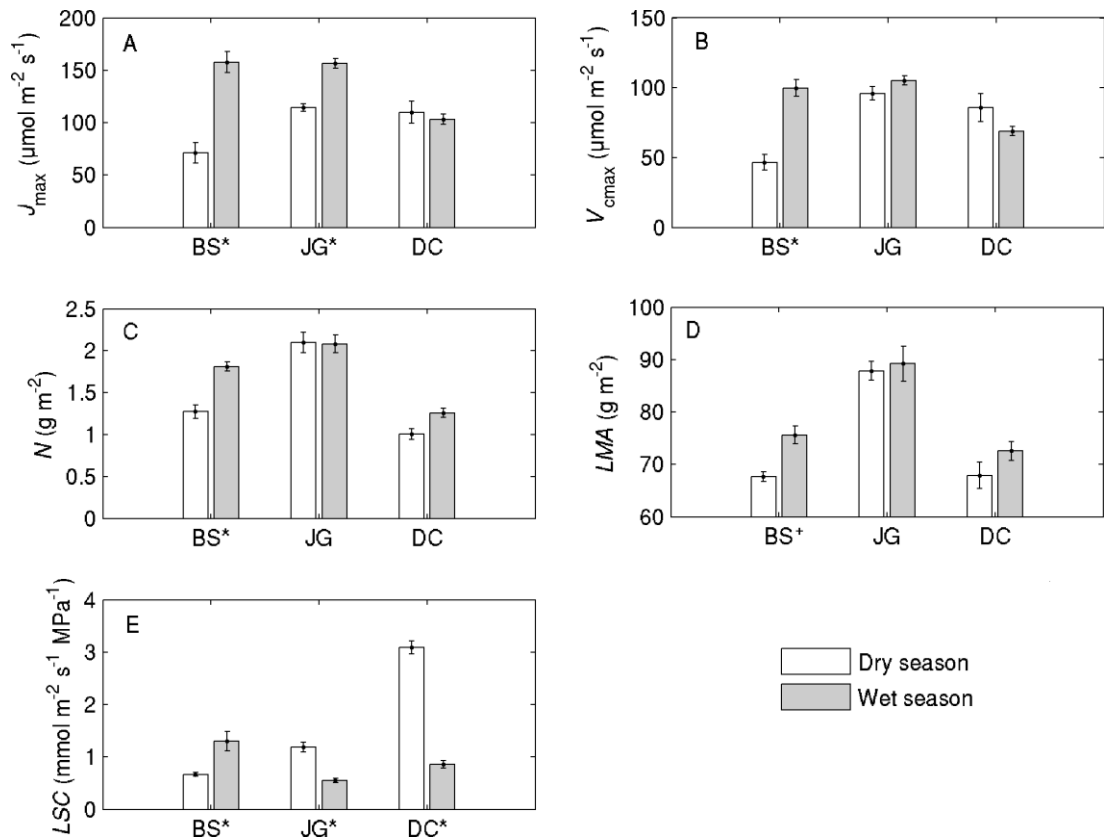 A
B
J_max (µmol m⁻² s⁻¹)
200
150
100
50
0
BS* JG* DC
V_cmax (µmol m⁻² s⁻¹)
150
100
50
0
BS* JG DC
C
N (g m⁻²)
2.5
2
1.5
1
0.5
0
BS* JG DC
D
LMA (g m⁻²)
100
90
80
70
60
BS⁺ JG DC
E
LSC (mmol m⁻² s⁻¹ MPa⁻¹)
4
3
2
1
0
BS* JG* DC*
Dry season
Wet season